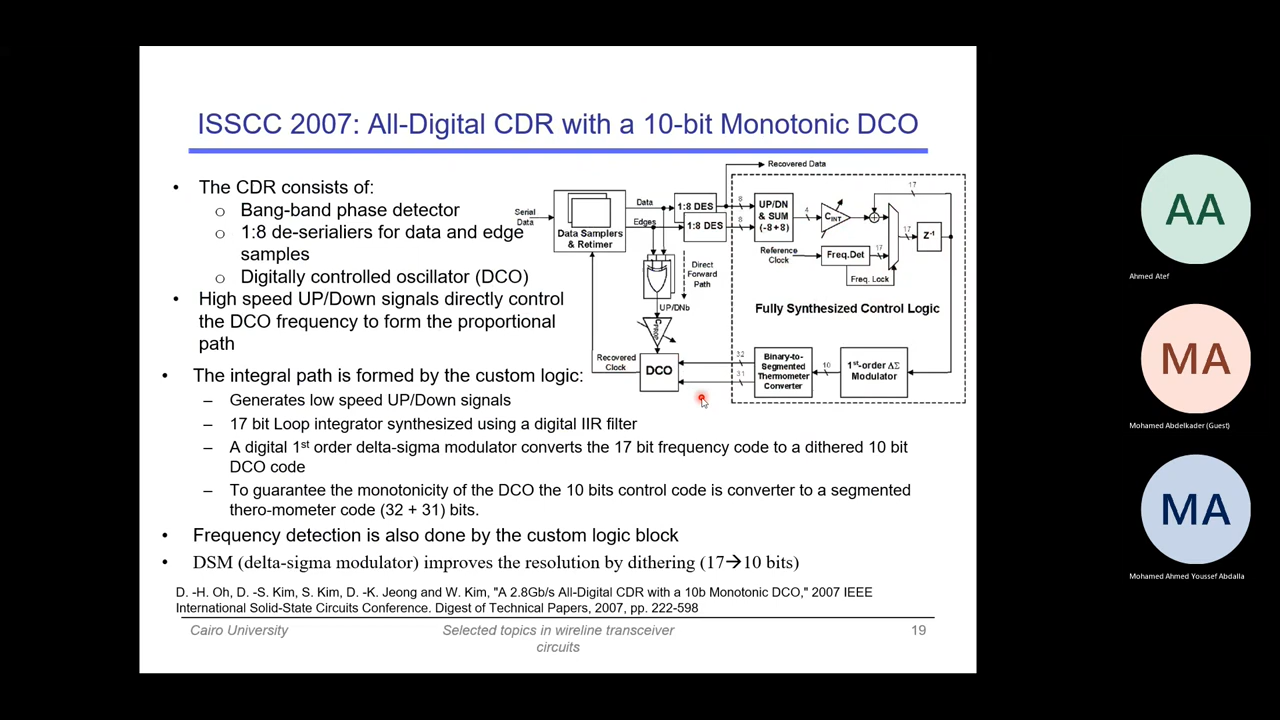 ISSCC 2007: All-Digital CDR with a 10-bit Monotonic DCO
• The CDR consists of:
o Bang-band phase detector
o 1:8 de-serialiers for data and edge
samples
o Digitally controlled oscillator (DCO)
• High speed UP/Down signals directly control
the DCO frequency to form the proportional
path
• The integral path is formed by the custom logic:
– Generates low speed UP/Down signals
– 17 bit Loop integrator synthesized using a digital IIR filter
– A digital 1st order delta-sigma modulator converts the 17 bit frequency code to a dithered 10 bit
DCO code
– To guarantee the monotonicity of the DCO the 10 bits control code is converter to a segmented
thero-mometer code (32 + 31) bits.
• Frequency detection is also done by the custom logic block
• DSM (delta-sigma modulator) improves the resolution by dithering (17→10 bits)
Recovered Data
Serial
Data
Data Samplers
& Retimer
Data
Edges
1:8 DES
1:8 DES
8
8
UP/DN
& SUM
(-8+8)
4
CINT
17
17
17
Z-1
Reference
Clock
Freq.Det
Freq. Lock
Direct
Forward
Path
UP/DNb
Fully Synthesized Control Logic
Recovered
Clock
DCO
32
31
Binary-to-
Segmented
Thermometer
Converter
10
1st-order ΔΣ
Modulator
D. -H. Oh, D. -S. Kim, S. Kim, D. -K. Jeong and W. Kim, "A 2.8Gb/s All-Digital CDR with a 10b Monotonic DCO," 2007 IEEE
International Solid-State Circuits Conference. Digest of Technical Papers, 2007, pp. 222-598
Cairo University
Selected topics in wireline transceiver
circuits
19
AA
Ahmed Atef
MA
Mohamed Abdelkader (Guest)
MA
Mohamed Ahmed Youssef Abdalla